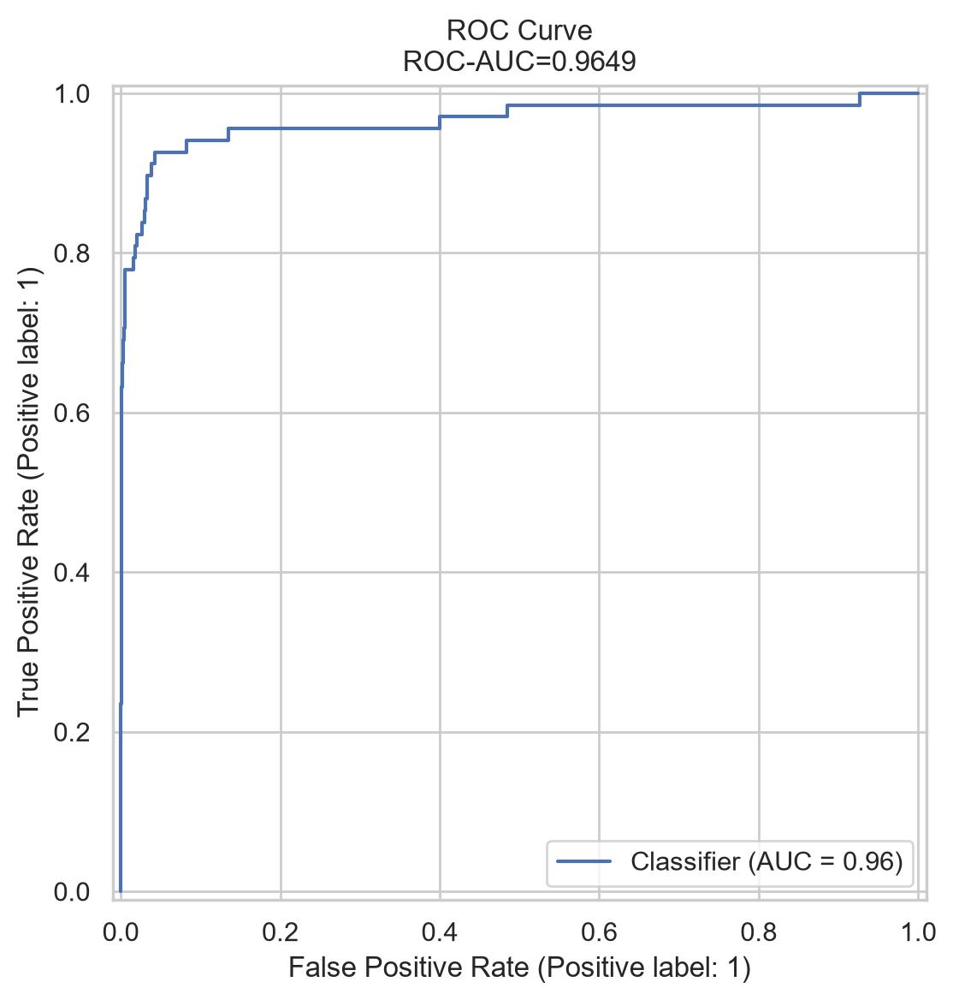 ROC Curve
ROC-AUC=0.9649
1.0
0.8
0.6
0.4
0.2
0.0
True Positive Rate (Positive label: 1)
Classifier (AUC = 0.96)
0.0 0.2 0.4 0.6 0.8 1.0
False Positive Rate (Positive label: 1)